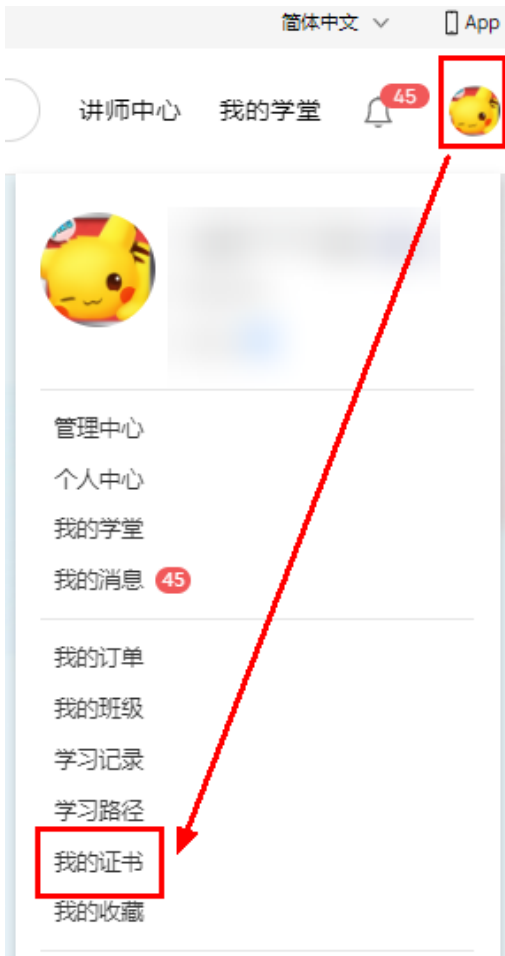 简体中文 App
讲师中心 我的学堂 45
管理中心
个人中心
我的学堂
我的消息 45
我的订单
我的班级
学习记录
学习路径
我的证书
我的收藏